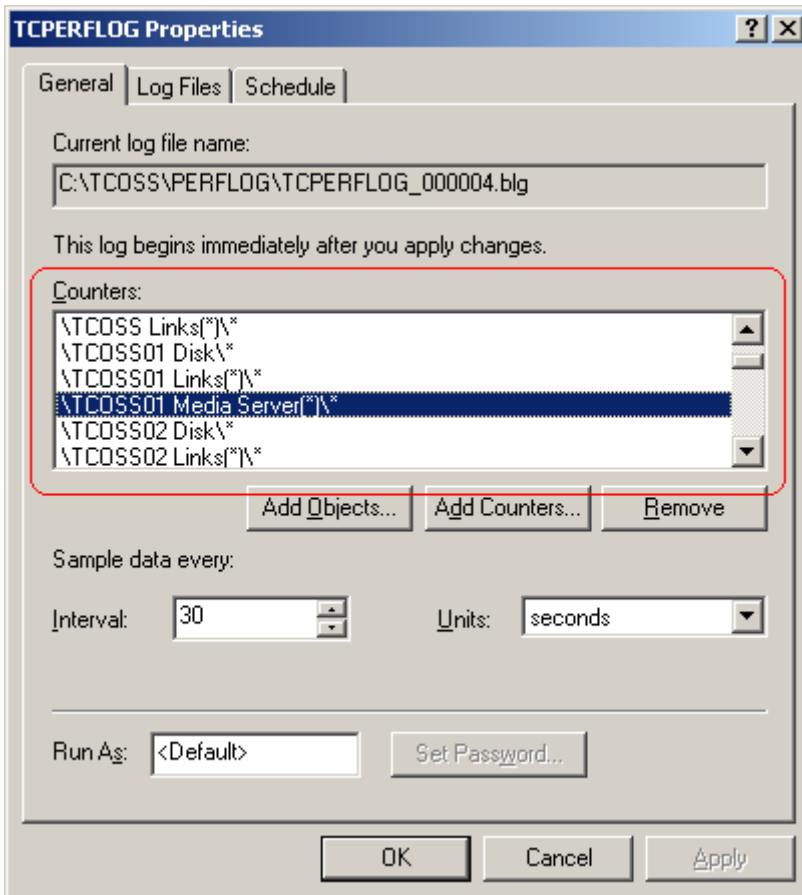 TCPERFLOG Properties
General Log Files Schedule
Current log file name:
C:\TCOSS\PERFLOG\TCPERFLOG_000004.blg
This log begins immediately after you apply changes.
Counters:
\TCOSS Links(*)\*
\TCOSS01 Disk\*
\TCOSS01 Links(*)\*
\TCOSS01 Media Server(*)\*
\TCOSS02 Disk\*
\TCOSS02 Links(*)\*
Add Objects... Add Counters... Remove
Sample data every:
Interval: 30 Units: seconds
Run As: <Default> Set Password...
OK Cancel Apply